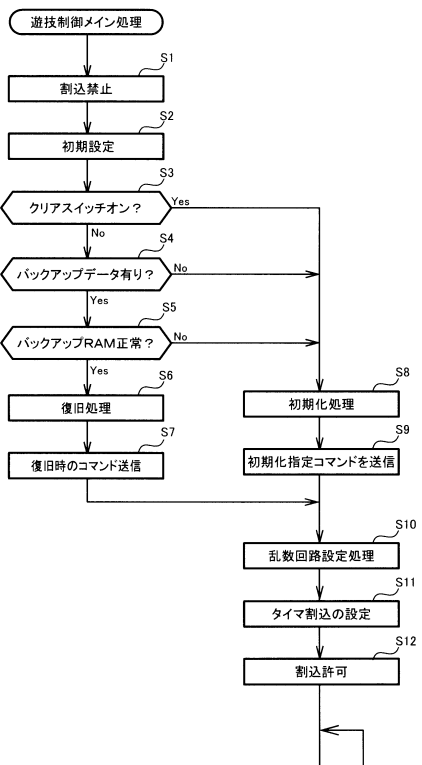 遊技制御メイン処理
S1
割込禁止
S2
初期設定
S3
クリアスイッチオン？
Yes
No
S4
バックアップデータ有り？
No
Yes
S5
バックアップRAM正常？
No
Yes
S6
復旧処理
S7
復旧時のコマンド送信
S8
初期化処理
S9
初期化指定コマンドを送信
S10
乱数回路設定処理
S11
タイマ割込の設定
S12
割込許可